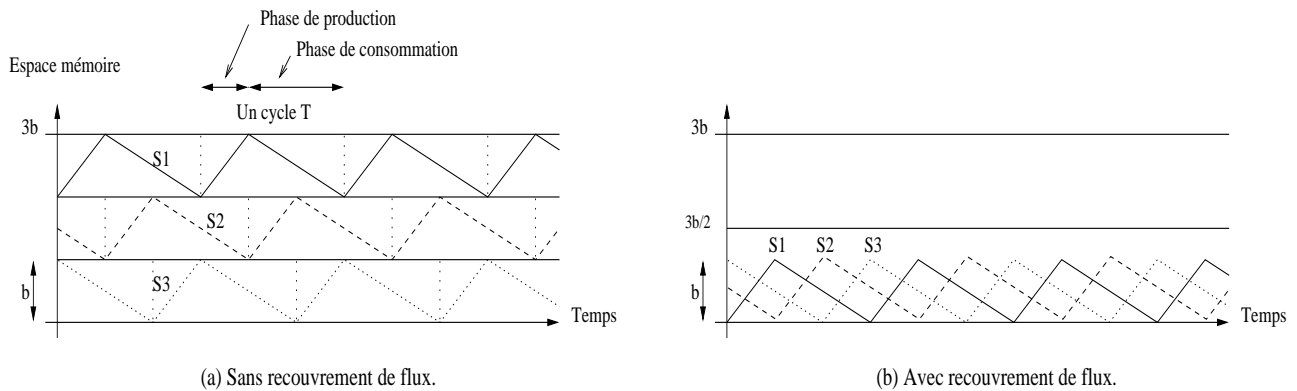 Phase de production
Phase de consommation
Espace mémoire
Un cycle T
3b
S1
S2
b
S3
Temps
(a) Sans recouvrement de flux.
3b
3b/2
S1 S2 S3
b
Temps
(b) Avec recouvrement de flux.